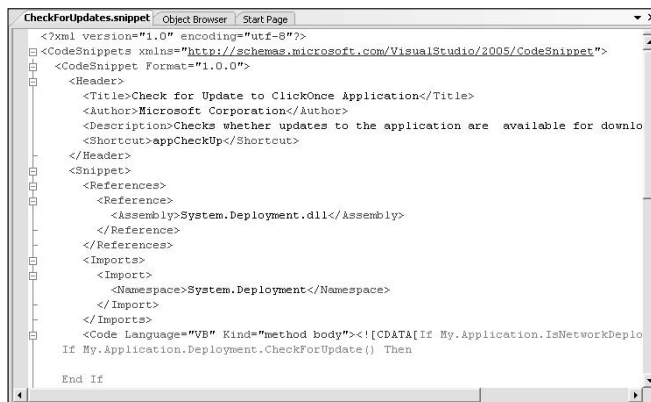 CheckForUpdates.snippet Object Browser Start Page
<?xml version="1.0" encoding="utf-8"?>
<CodeSnippets xmlns="http://schemas.microsoft.com/VisualStudio/2005/CodeSnippet">
<CodeSnippet Format="1.0.0">
<Header>
<Title>Check for Update to ClickOnce Application</Title>
<Author>Microsoft Corporation</Author>
<Description>Checks whether updates to the application are  available for downlo
<Shortcut>appCheckUp</Shortcut>
</Header>
<Snippet>
<References>
<Reference>
<Assembly>System.Deployment.dll</Assembly>
</Reference>
</References>
<Imports>
<Import>
<Namespace>System.Deployment</Namespace>
</Import>
</Imports>
<Code Language="VB" Kind="method body"><![CDATA[If My.Application.IsNetworkDeplo
If My.Application.Deployment.CheckForUpdate() Then
End If